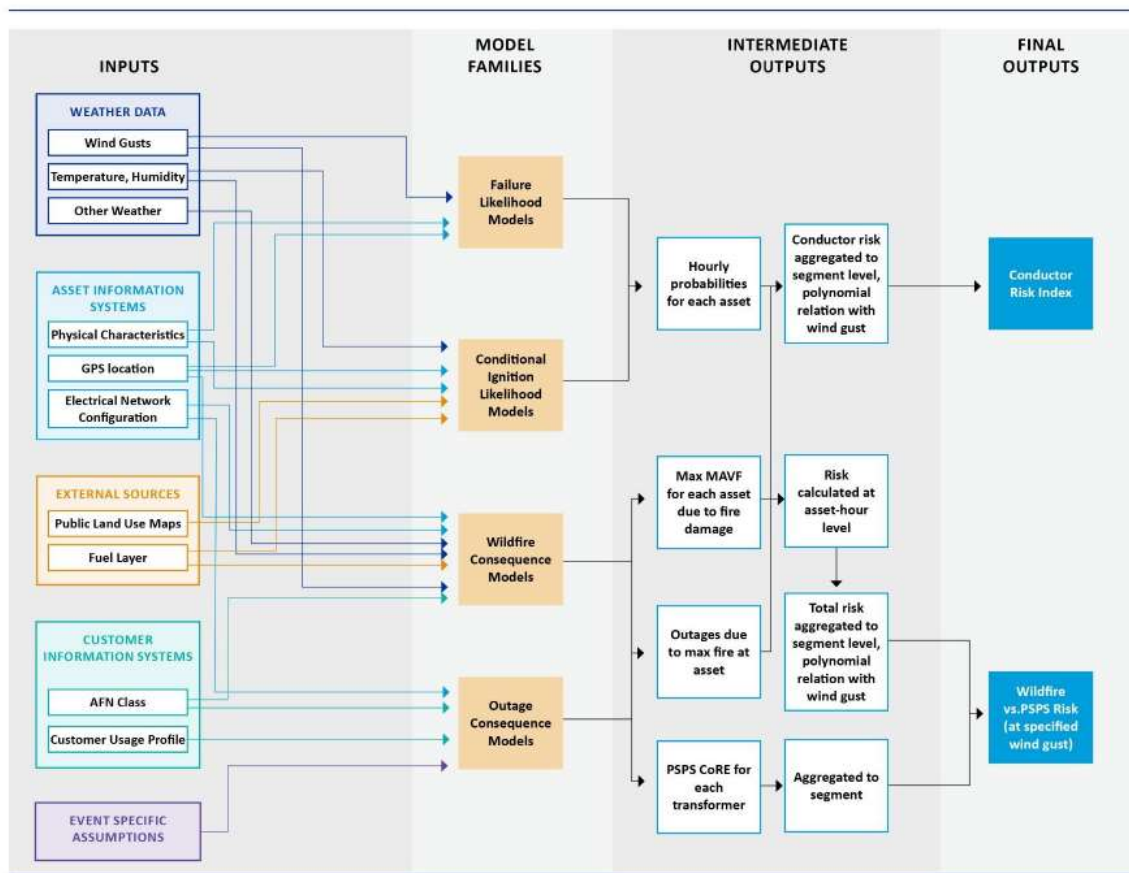 INPUTS
MODEL
FAMILIES
INTERMEDIATE
OUTPUTS
FINAL
OUTPUTS
WEATHER DATA
Wind Gusts
Temperature, Humidity
Other Weather
ASSET INFORMATION
SYSTEMS
Physical Characteristics
GPS location
Electrical Network
Configuration
EXTERNAL SOURCES
Public Land Use Maps
Fuel Layer
CUSTOMER
INFORMATION SYSTEMS
AFN Class
Customer Usage Profile
EVENT SPECIFIC
ASSUMPTIONS
Failure
Likelihood
Models
Conditional
Ignition
Likelihood
Models
Wildfire
Consequence
Models
Outage
Consequence
Models
Hourly
probabilities
for each asset
Conductor risk
aggregated to
segment level,
polynomial
relation with
wind gust
Max MAVF
for each asset
due to fire
damage
Risk
calculated at
asset-hour
level
Outages due
to max fire at
asset
Total risk
aggregated to
segment level,
polynomial
relation with
wind gust
PSPS CoRE for
each
transformer
Aggregated to
segment
Conductor
Risk Index
Wildfire
vs.PSPS Risk
(at specified
wind gust)